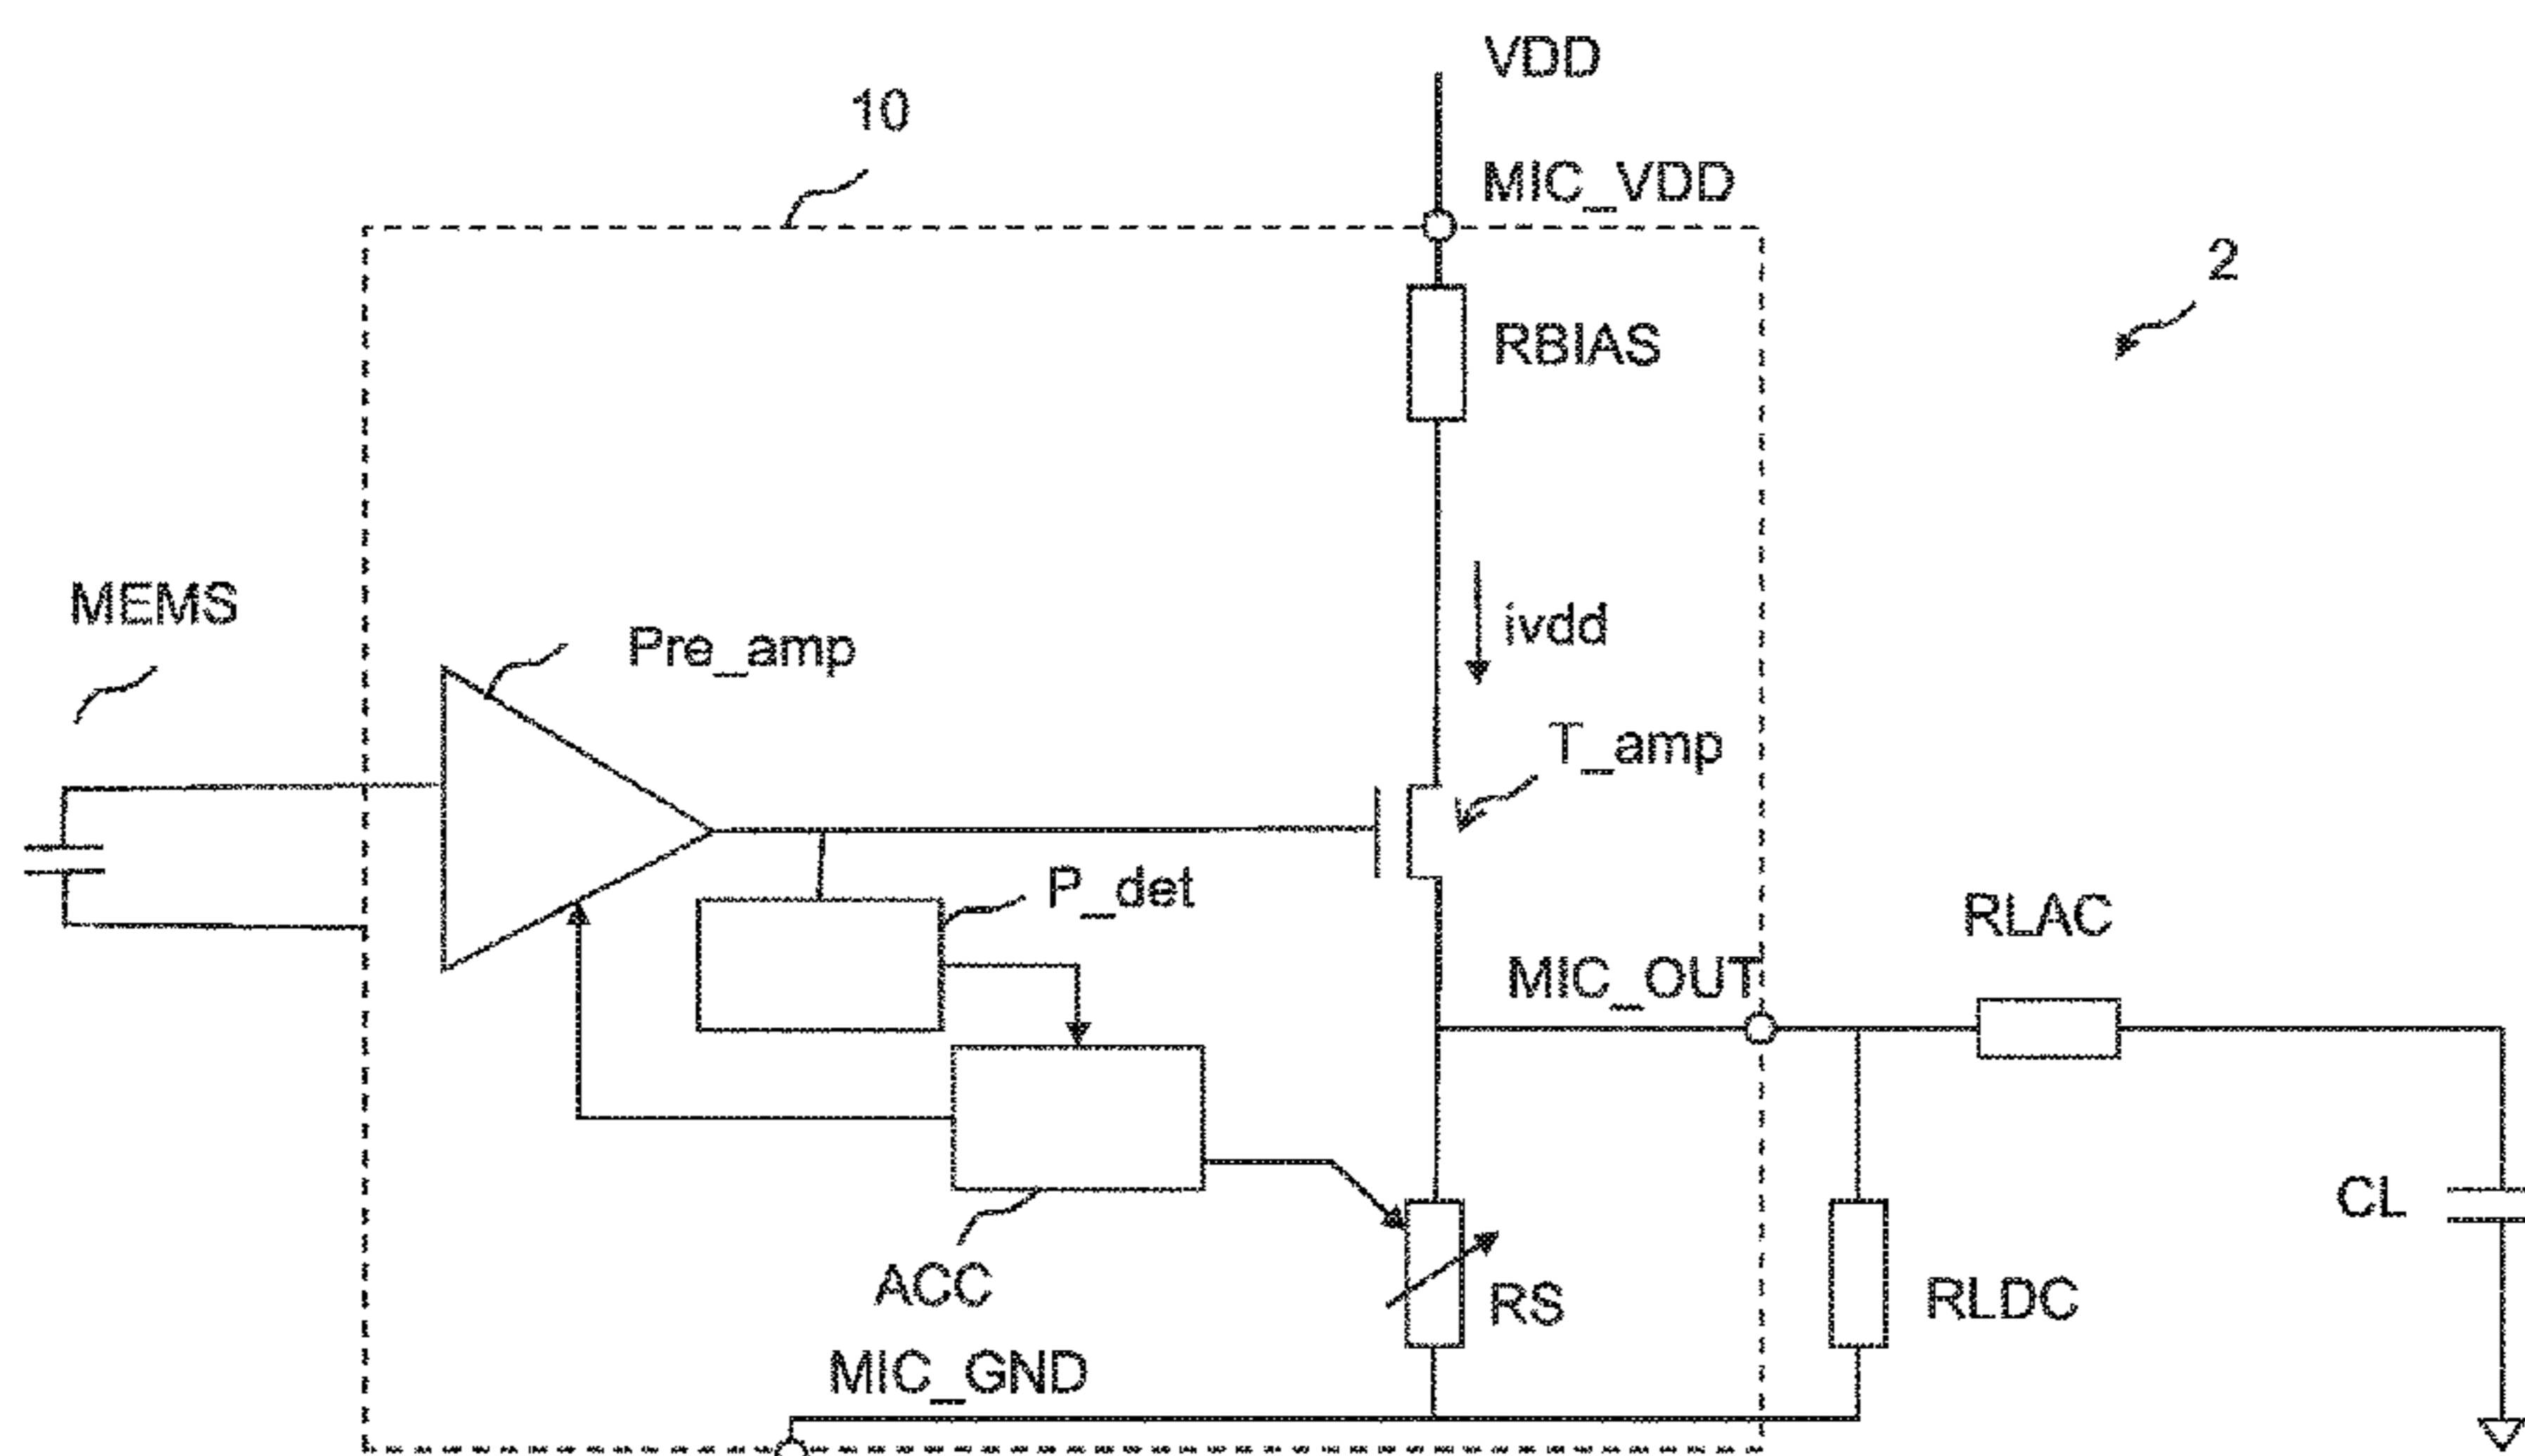 VDD
10
MIC_VDD
2
RBIAS
MEMS
ivdd
Pre_amp
T_amp
P_det
RLAC
MIC_OUT
CL
ACC
RS
RLDC
MIC_GND